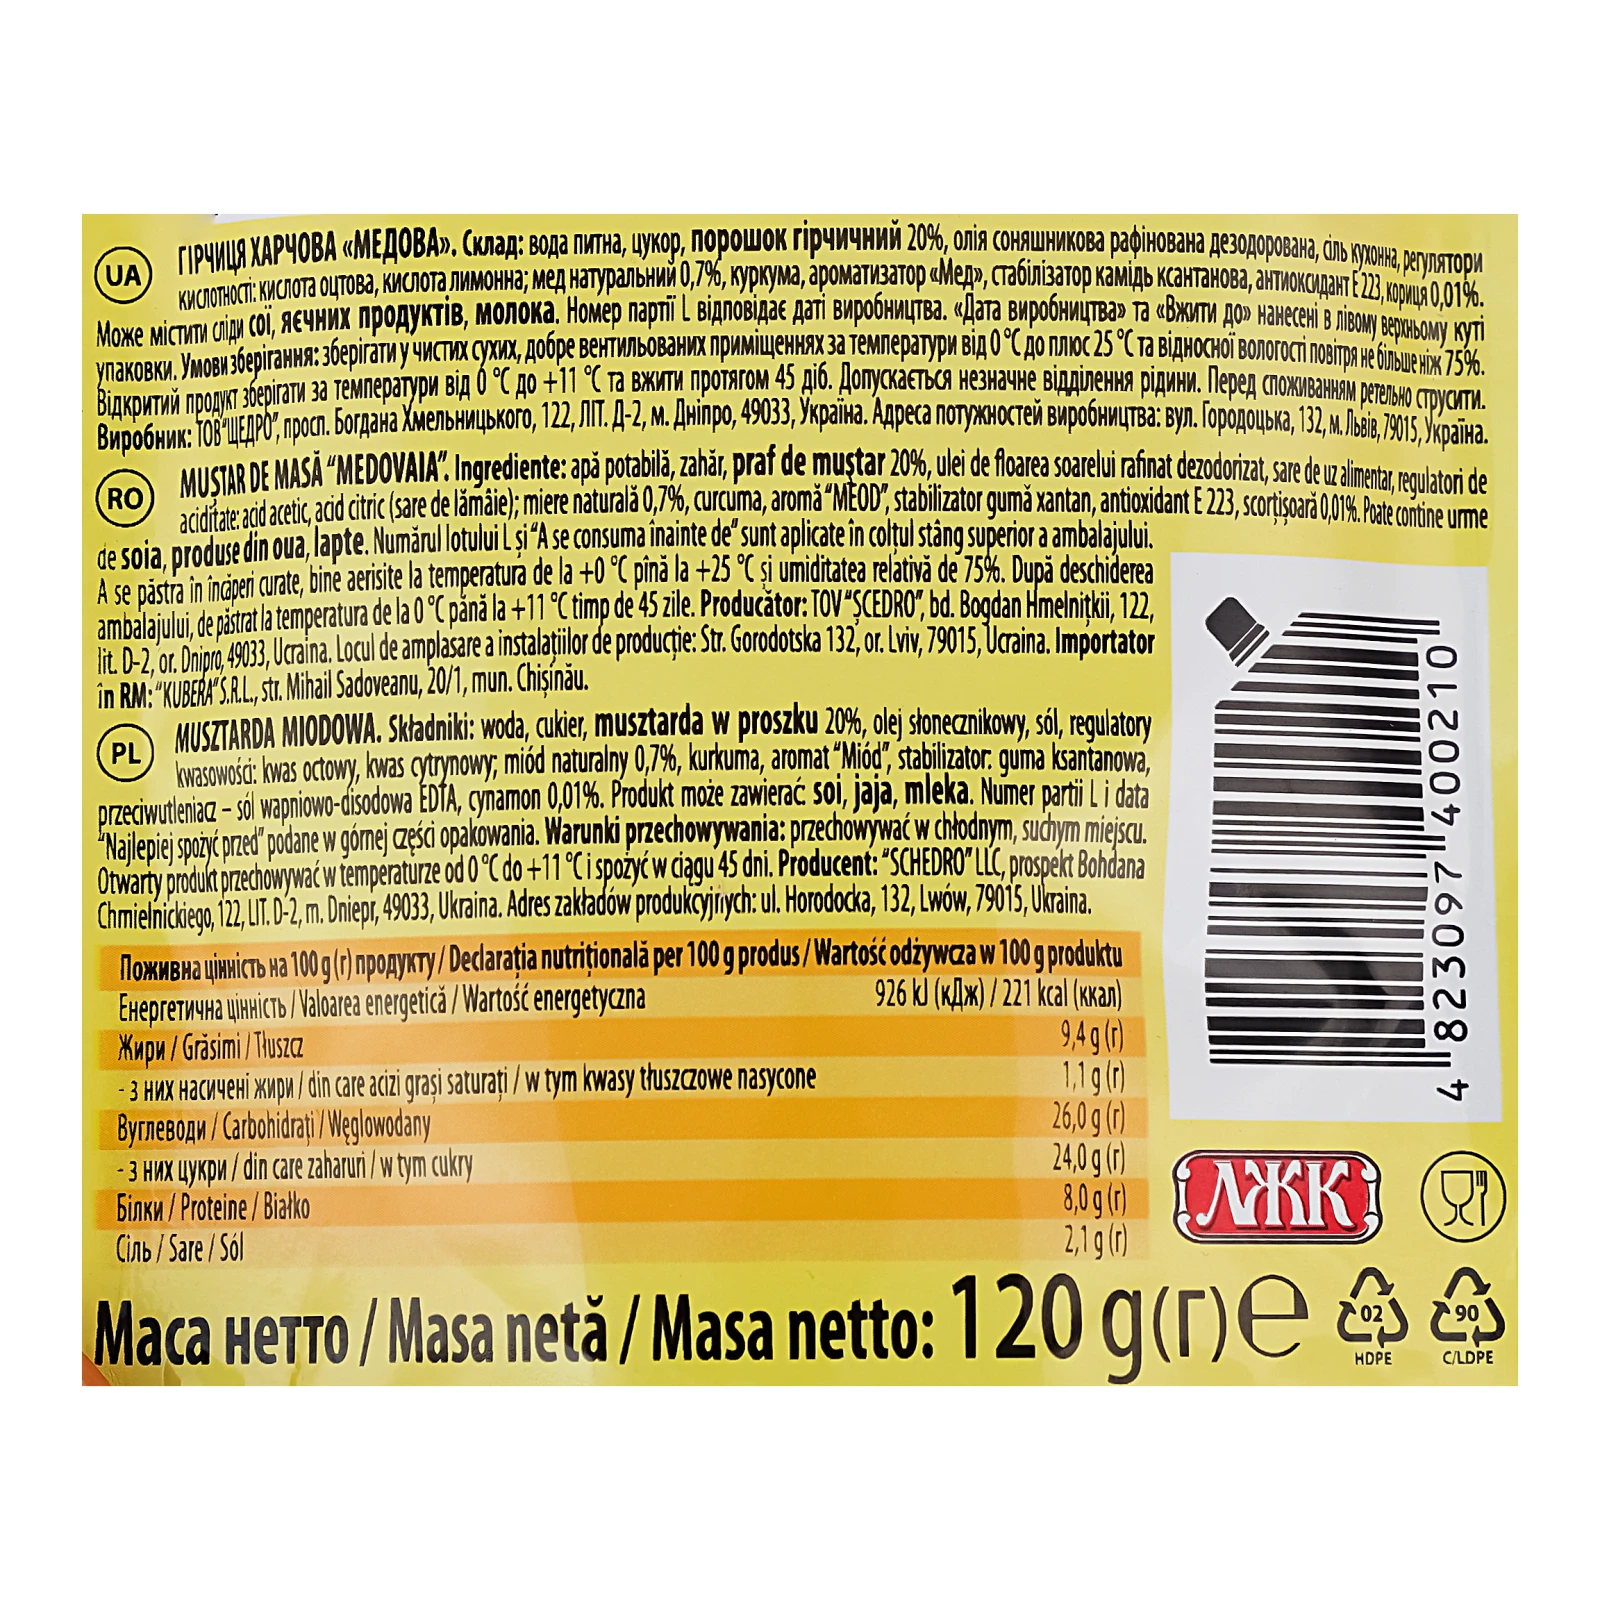 UA ГІРЧИЦЯ ХАРЧОВА «МЕДОВА». Склад: вода питна, цукор, порошок гірчичний 20%, олія соняшникова рафінована дезодорована, сіль кухонна, регулятори
кислотності: кислота оцтова, кислота лимонна; мед натуральний 0,7%, куркума, ароматизатор «Мед», стабілізатор камідь ксантанова, антиоксидант Е 223, кориця 0,01%.
Може містити сліди сої, яєчних продуктів, молока. Номер партії L відповідає даті виробництва. «Дата виробництва» та «Вжити до» нанесені в лівому верхньому куті
упаковки. Умови зберігання: зберігати у чистих сухих, добре вентильованих приміщеннях за температури від 0 °С до плюс 25 °С та відносної вологості повітря не більше ніж 75%.
Відкритий продукт зберігати за температури від 0 °С до +11 °С та вжити протягом 45 діб. Допускається незначне відділення рідини. Перед споживанням ретельно струсити.
Виробник: ТОВ "ЩЕДРО", просп. Богдана Хмельницького, 122, ЛІТ. Д-2, м. Дніпро, 49033, Україна. Адреса потужностей виробництва: вул. Городоцька, 132, м. Львів, 79015, Україна.
RO MUȘTAR DE MASĂ "MEDOVAIA". Ingrediente: apă potabilă, zahăr, praf de muștar 20%, ulei de floarea soarelui rafinat dezodorizat, sare de uz alimentar, regulatori de
aciditate: acid acetic, acid citric (sare de lămâie); miere naturală 0,7%, curcuma, aromă "MEOD", stabilizator gumă xantan, antioxidant E 223, scorțișoară 0,01%. Poate contine urme
de soia, produse din oua, lapte. Numărul lotului L și "A se consuma înainte de" sunt aplicate în colțul stâng superior a ambalajului.
A se păstra în încăperi curate, bine aerisite la temperatura de la +0 °C pînă la +25 °C și umiditatea relativă de 75%. După deschiderea
ambalajului, de păstrat la temperatura de la 0 °C până la +11 °C timp de 45 zile. Producător: TOV "ȘCEDRO", bd. Bogdan Hmelnițkii, 122,
lit. D-2, or. Dnipro, 49033, Ucraina. Locul de amplasare a instalațiilor de producție: Str. Gorodotska 132, or. Lviv, 79015, Ucraina. Importator
în RM: "KUBERA" S.R.L., str. Mihail Sadoveanu, 20/1, mun. Chișinău.
PL MUSZTARDA MIODOWA. Składniki: woda, cukier, musztarda w proszku 20%, olej słonecznikowy, sól, regulatory
kwasowości: kwas octowy, kwas cytrynowy; miód naturalny 0,7%, kurkuma, aromat "Miód", stabilizator: guma ksantanowa,
przeciwutleniacz – sól wapniowo-disodowa EDTA, cynamon 0,01%. Produkt może zawierać: soi, jaja, mleka. Numer partii L i data
"Najlepiej spożyć przed" podane w górnej części opakowania. Warunki przechowywania: przechowywać w chłodnym, suchym miejscu.
Otwarty produkt przechowywać w temperaturze od 0 °C do +11 °C i spożyć w ciągu 45 dni. Producent: "SCHEDRO" LLC, prospekt Bohdana
Chmielnickiego, 122, LIT. D-2, m. Dniepr, 49033, Ukraina. Adres zakładów produkcyjnych: ul. Horodocka, 132, Lwów, 79015, Ukraina.
Поживна цінність на 100 g (г) продукту / Declarația nutrițională per 100 g produs / Wartość odżywcza w 100 g produktu
Енергетична цінність / Valoarea energetică / Wartość energetyczna 926 kJ (кДж) / 221 kcal (ккал)
Жири / Grăsimi / Tłuszcz 9,4 g (г)
- з них насичені жири / din care acizi grași saturați / w tym kwasy tłuszczowe nasycone 1,1 g (г)
Вуглеводи / Carbohidrați / Węglowodany 26,0 g (г)
- з них цукри / din care zaharuri / w tym cukry 24,0 g (г)
Білки / Proteine / Białko 8,0 g (г)
Сіль / Sare / Sól 2,1 g (г)
Маса нетто / Masa netă / Masa netto: 120 g(г) e
4 823097 400210
ЛЖК
02
HDPE
90
C/LDPE